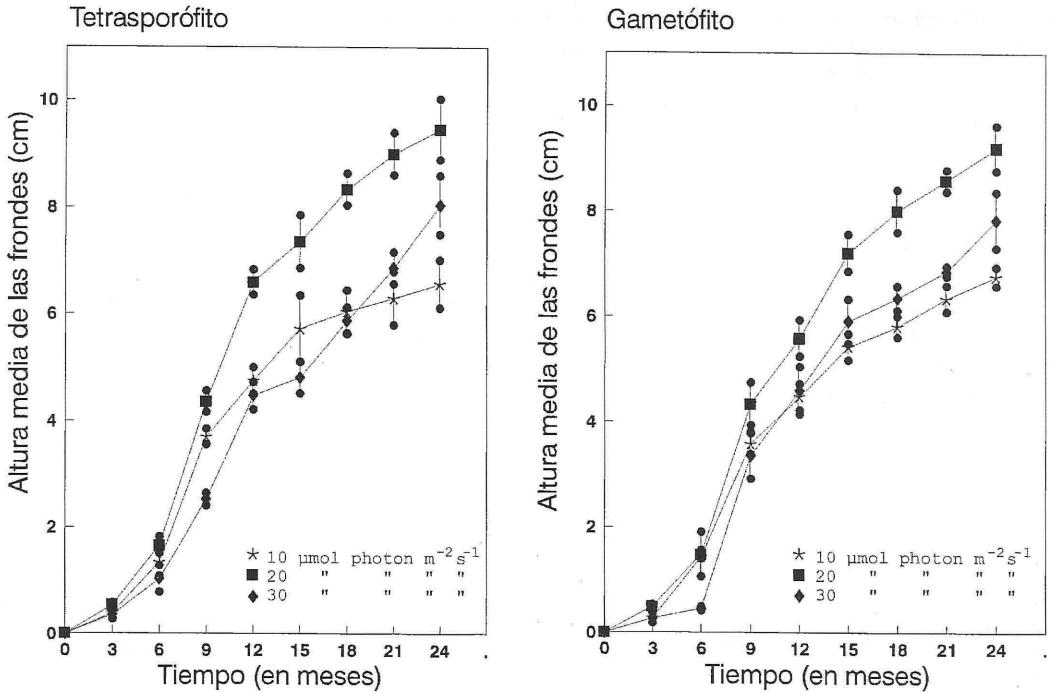 Tetrasporófito
Altura media de las frondes (cm)
10
8
6
4
2
0
0 3 6 9 12 15 18 21 24
Tiempo (en meses)
10 µmol photon m⁻²s⁻¹
20 " " " "
30 " " " "
Gametófito
Altura media de las frondes (cm)
10
8
6
4
2
0
0 3 6 9 12 15 18 21 24
Tiempo (en meses)
10 µmol photon m⁻²s⁻¹
20 " " " "
30 " " " "